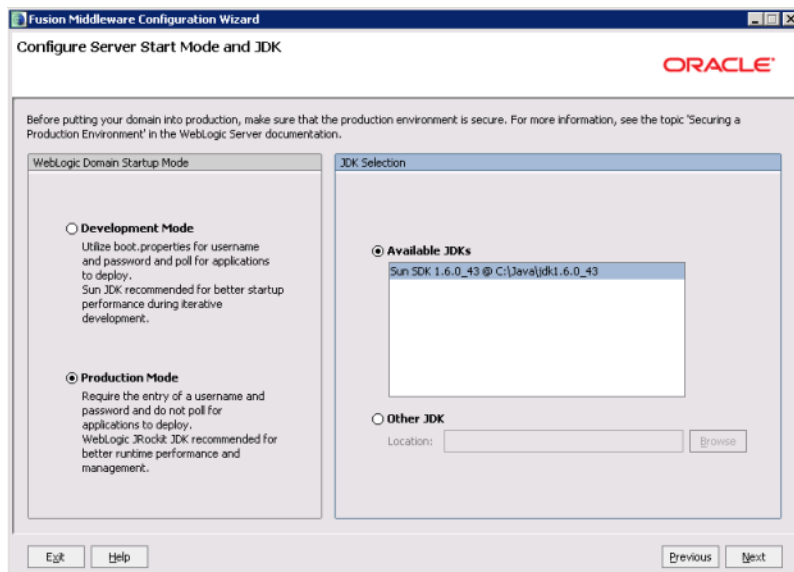 Fusion Middleware Configuration Wizard
Configure Server Start Mode and JDK
ORACLE
Before putting your domain into production, make sure that the production environment is secure. For more information, see the topic 'Securing a
Production Environment' in the WebLogic Server documentation.
WebLogic Domain Startup Mode
Development Mode
Utilize boot.properties for username
and password and poll for applications
to deploy.
Sun JDK recommended for better startup
performance during iterative
development.
Production Mode
Require the entry of a username and
password and do not poll for
applications to deploy.
WebLogic JRockit JDK recommended for
better runtime performance and
management.
JDK Selection
Available JDKs
Sun SDK 1.6.0_43 @ C:\Java\jdk1.6.0_43
Other JDK
Location:
Browse
Exit
Help
Previous
Next